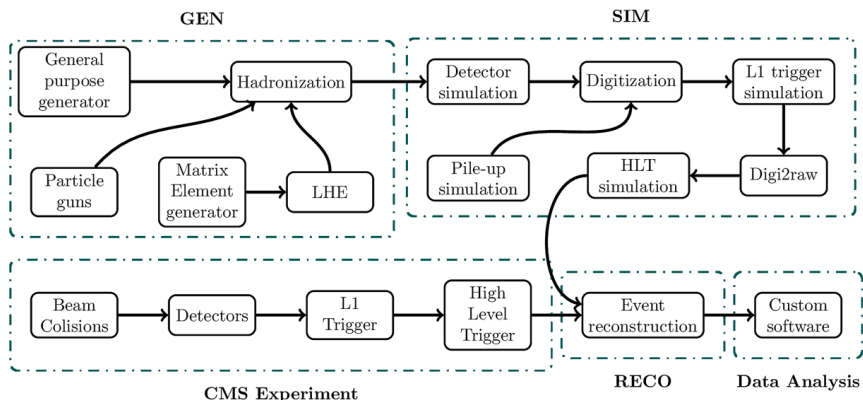 GEN
SIM
General
purpose
generator
Hadronization
Detector
simulation
Digitization
L1 trigger
simulation
Particle
guns
Matrix
Element
generator
LHE
Pile-up
simulation
HLT
simulation
Digi2raw
Beam
Colisions
Detectors
L1
Trigger
High
Level
Trigger
Event
reconstruction
Custom
software
CMS Experiment
RECO
Data Analysis